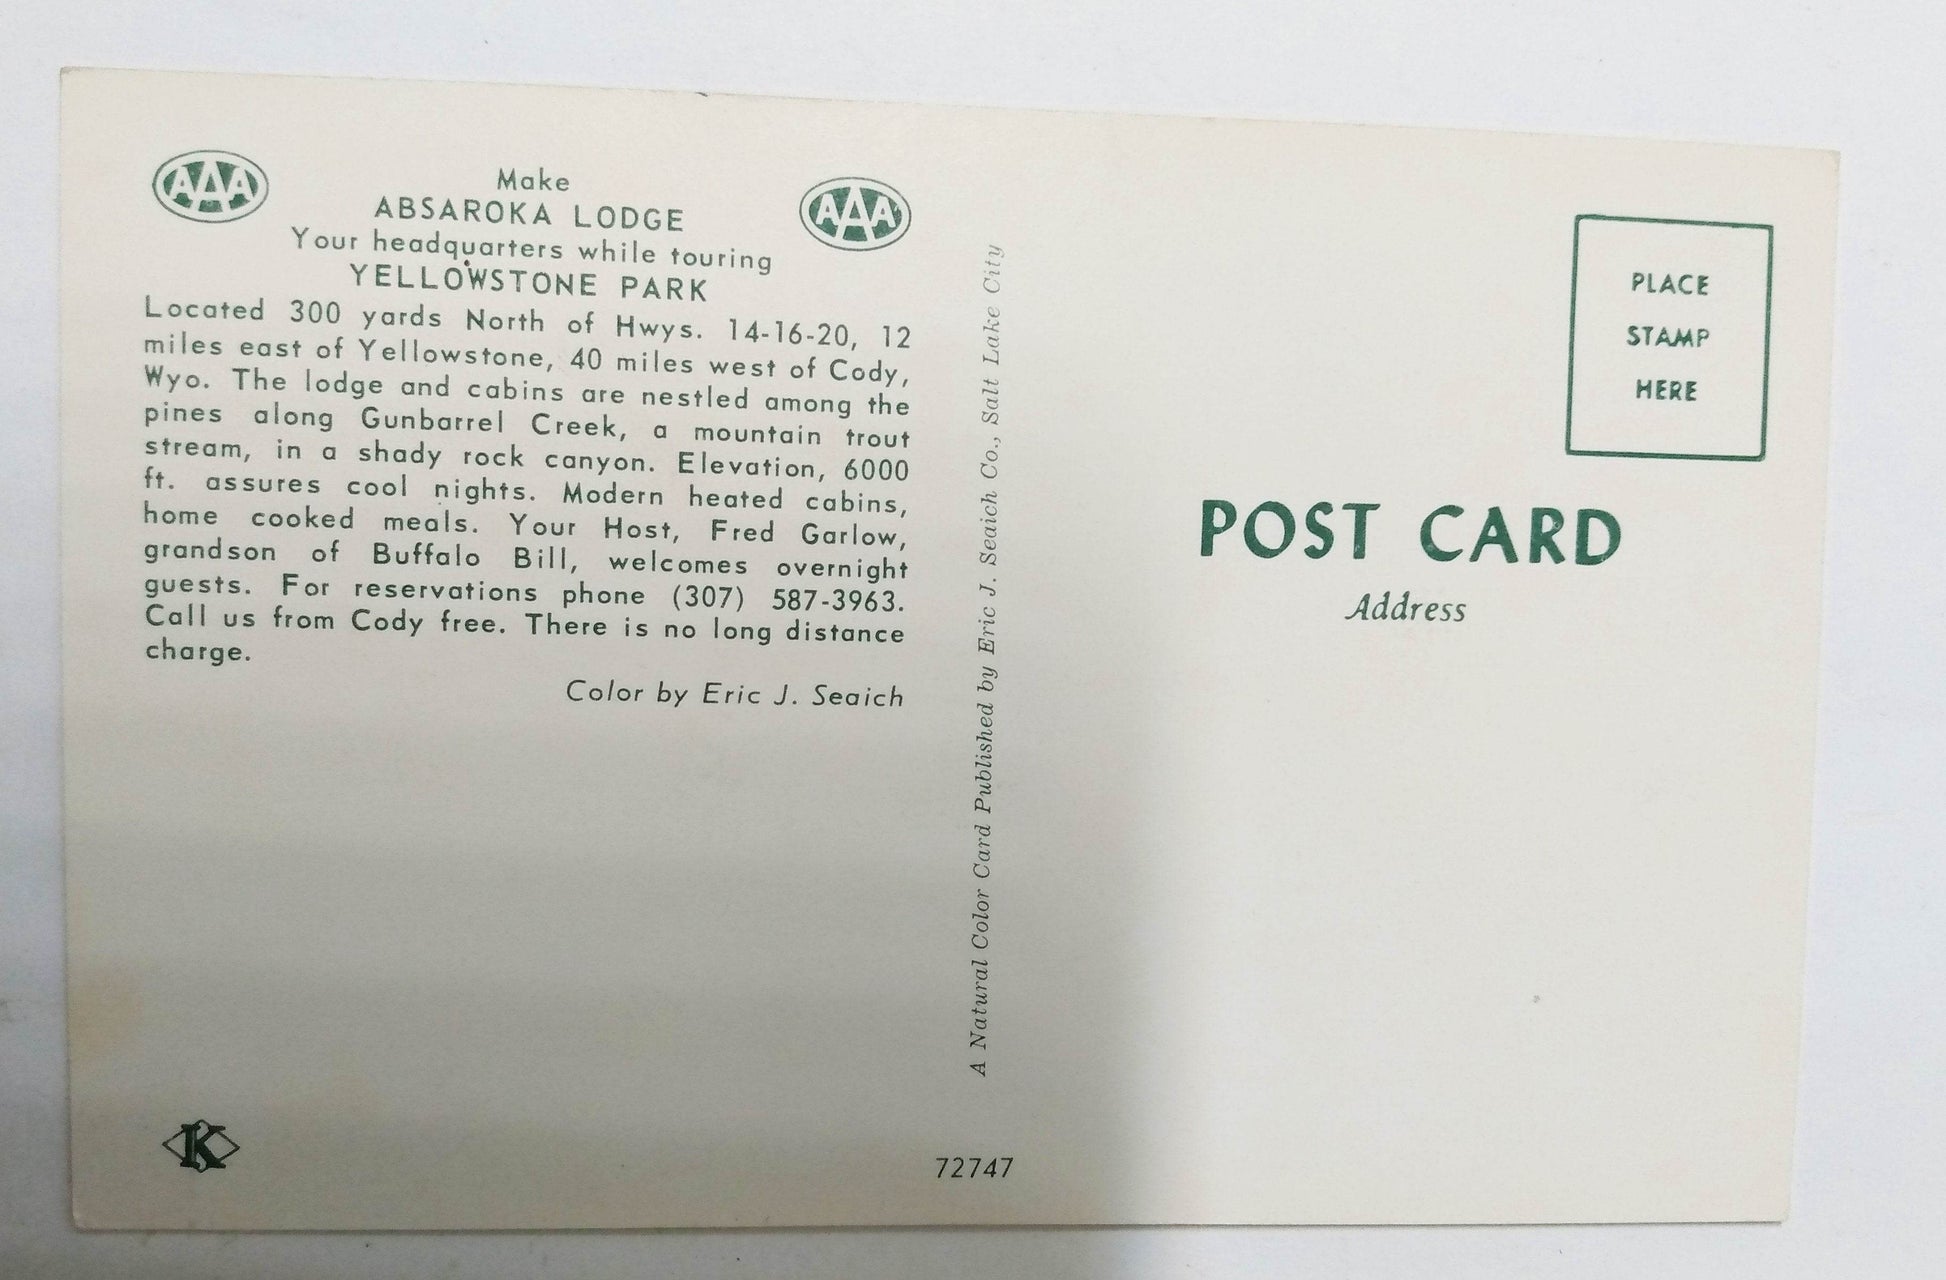 AAA
AAA
Make
ABSAROKA LODGE
Your headquarters while touring
YELLOWSTONE PARK
Located 300 yards North of Hwys. 14-16-20, 12
miles east of Yellowstone, 40 miles west of Cody,
Wyo. The lodge and cabins are nestled among the
pines along Gunbarrel Creek, a mountain trout
stream, in a shady rock canyon. Elevation, 6000
ft. assures cool nights. Modern heated cabins,
home cooked meals. Your Host, Fred Garlow,
grandson of Buffalo Bill, welcomes overnight
guests. For reservations phone (307) 587-3963.
Call us from Cody free. There is no long distance
charge.
Color by Eric J. Seaich
K
A Natural Color Card Published by Eric J. Seaich Co., Salt Lake City
72747
PLACE
STAMP
HERE
POST CARD
Address